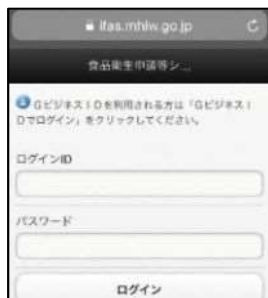 ifas.mhlw.go.jp
食品衛生申請等シ...
GビジネスIDを利用される方は「GビジネスI
Dでログイン」をクリックしてください。
ログインID
パスワード
ログイン